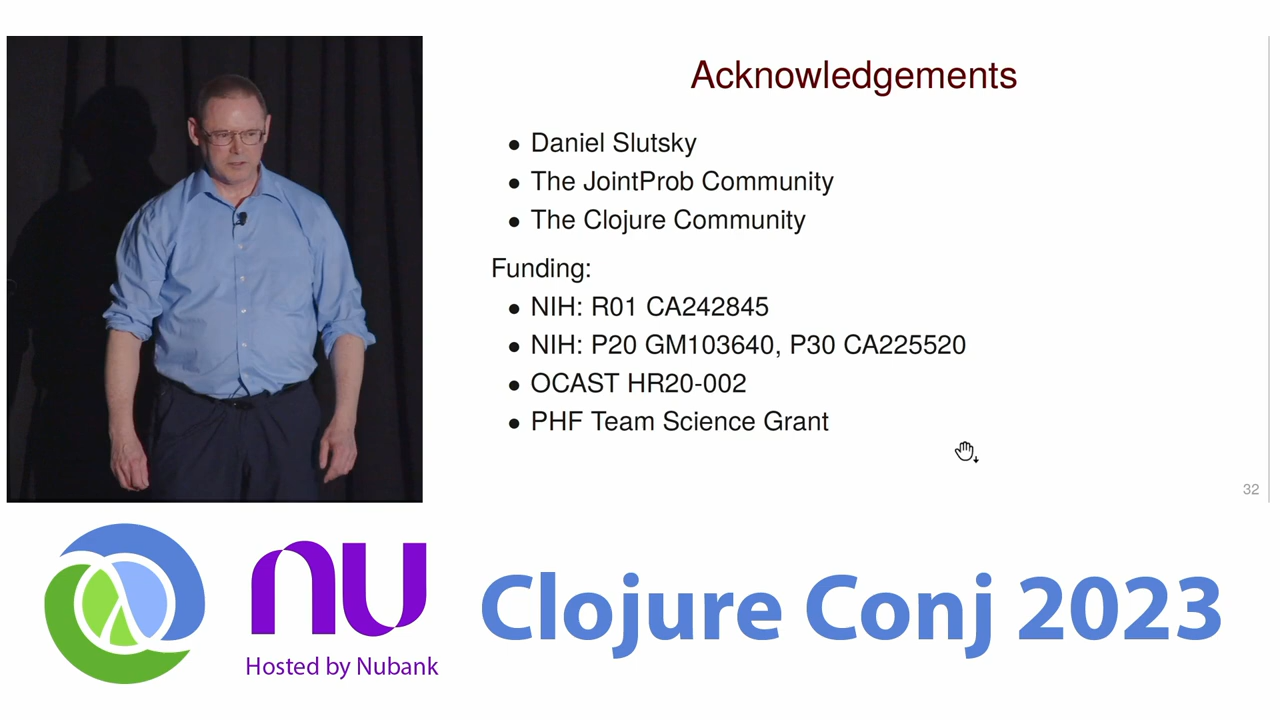 Acknowledgements
• Daniel Slutsky
• The JointProb Community
• The Clojure Community
Funding:
• NIH: R01 CA242845
• NIH: P20 GM103640, P30 CA225520
• OCAST HR20-002
• PHF Team Science Grant
32
nu
Hosted by Nubank
Clojure Conj 2023